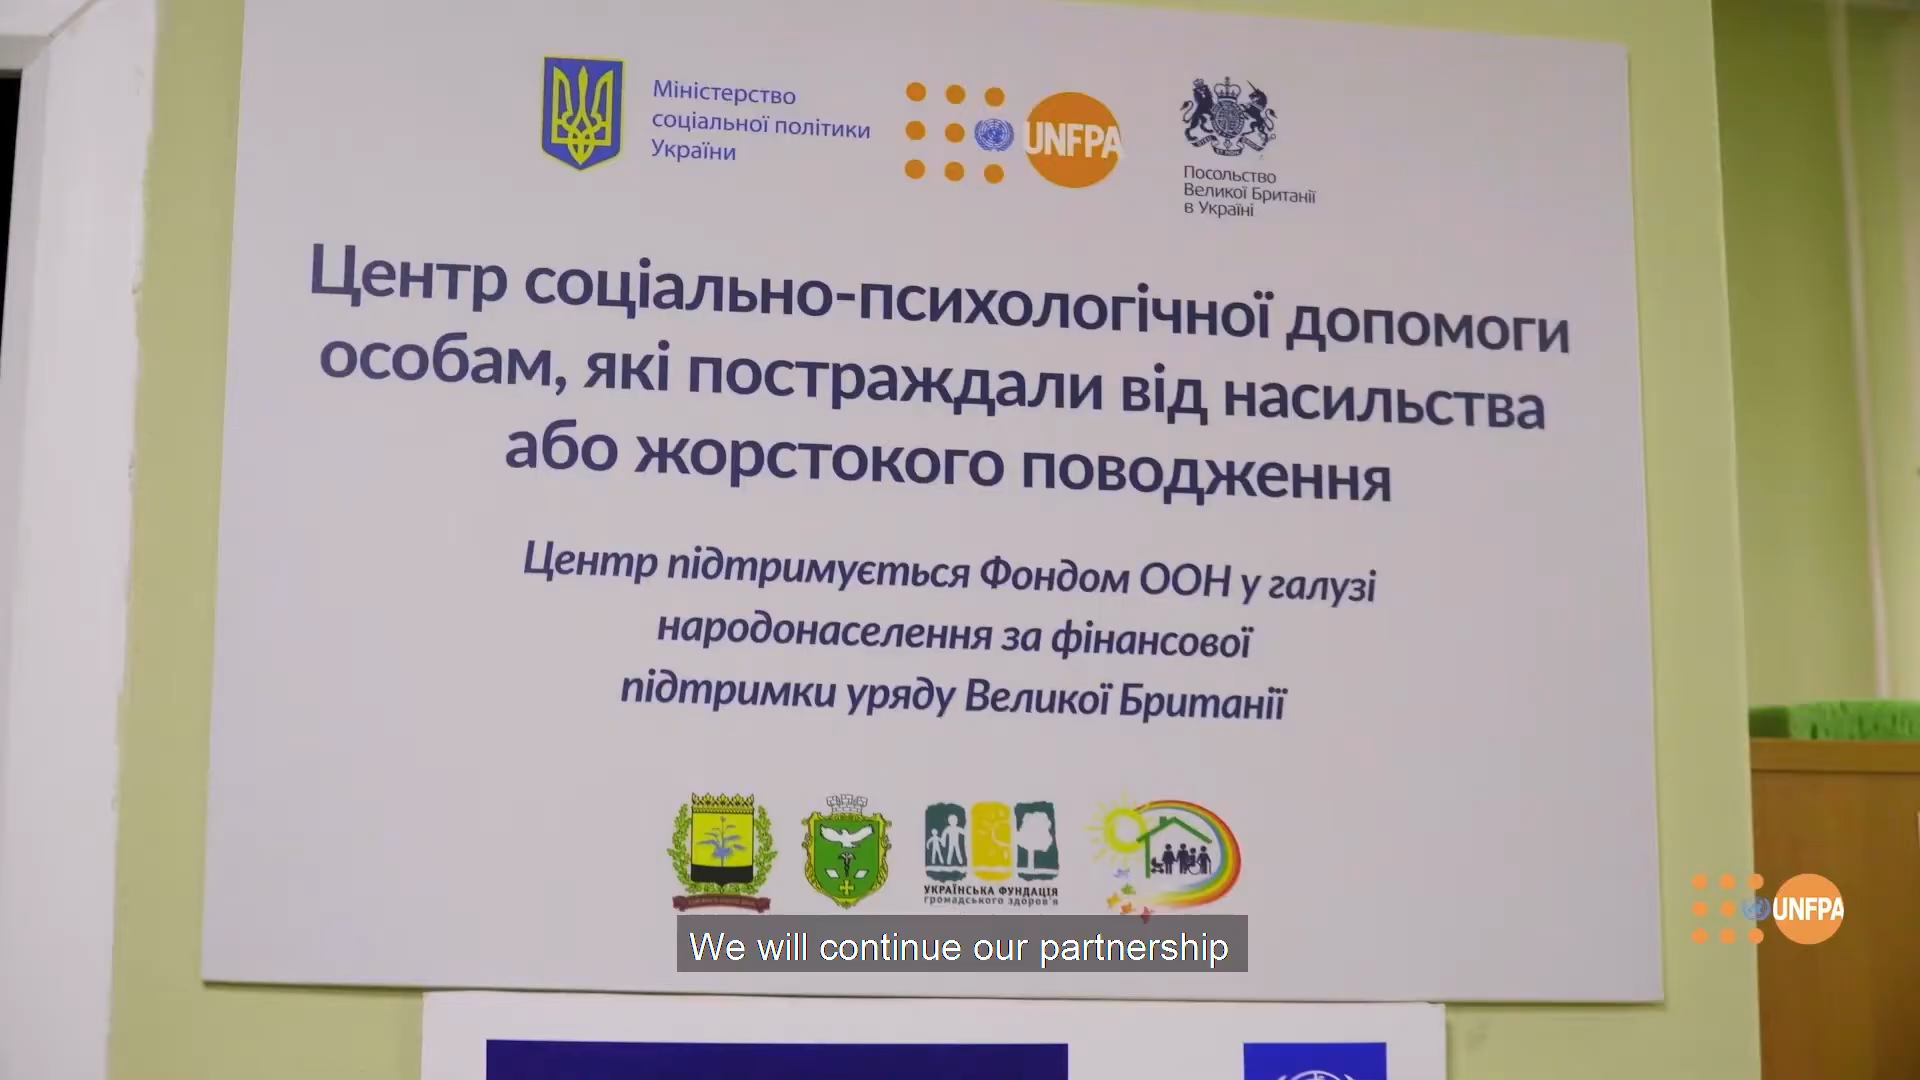 Міністерство
соціальної політики
України
UNFPA
Посольство
Великої Британії
в Україні
Центр соціально-психологічної допомоги
особам, які постраждали від насильства
або жорстокого поводження
Центр підтримується Фондом ООН у галузі
народонаселення за фінансової
підтримки уряду Великої Британії
УКРАЇНСЬКА ФУНДАЦІЯ
громадського здоров'я
UNFPA
We will continue our partnership